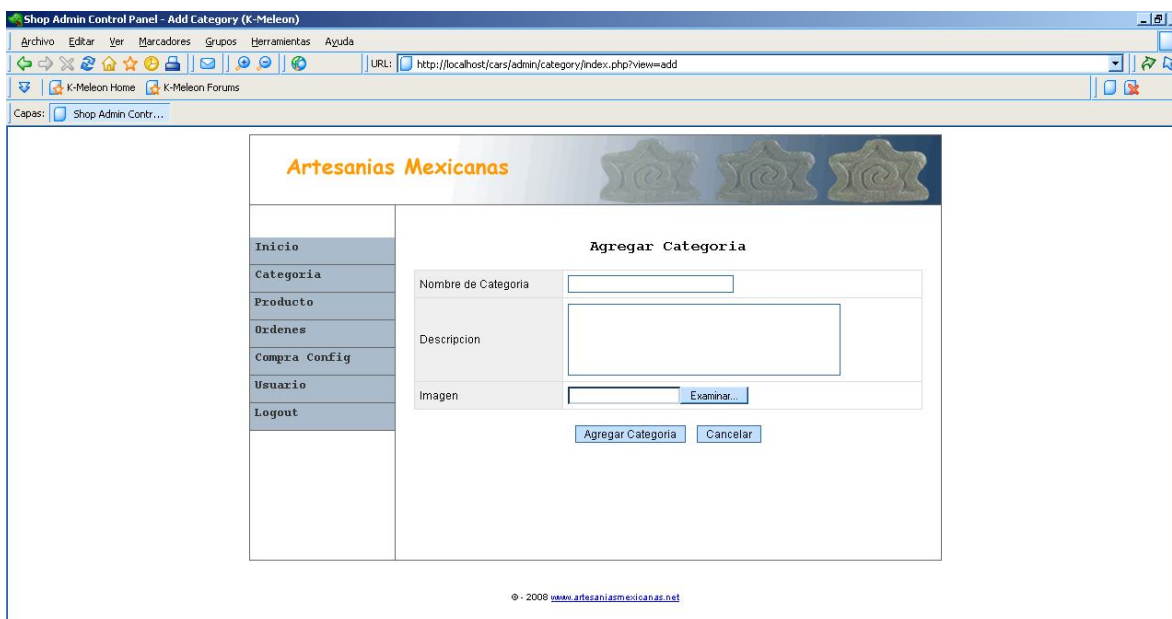 Shop Admin Control Panel - Add Category (K-Meleon)
Archivo Editar Ver Marcadores Grupos Herramientas Ayuda
URL: http://localhost/cars/admin/category/index.php?view=add
K-Meleon Home K-Meleon Forums
Capas: Shop Admin Contr...
Artesanias Mexicanas
Inicio
Categoria
Producto
Ordenes
Compra Config
Usuario
Logout
Agregar Categoria
Nombre de Categoria
Descripcion
Imagen Examinar...
Agregar Categoria Cancelar
© - 2008 www.artesaniasmexicanas.net